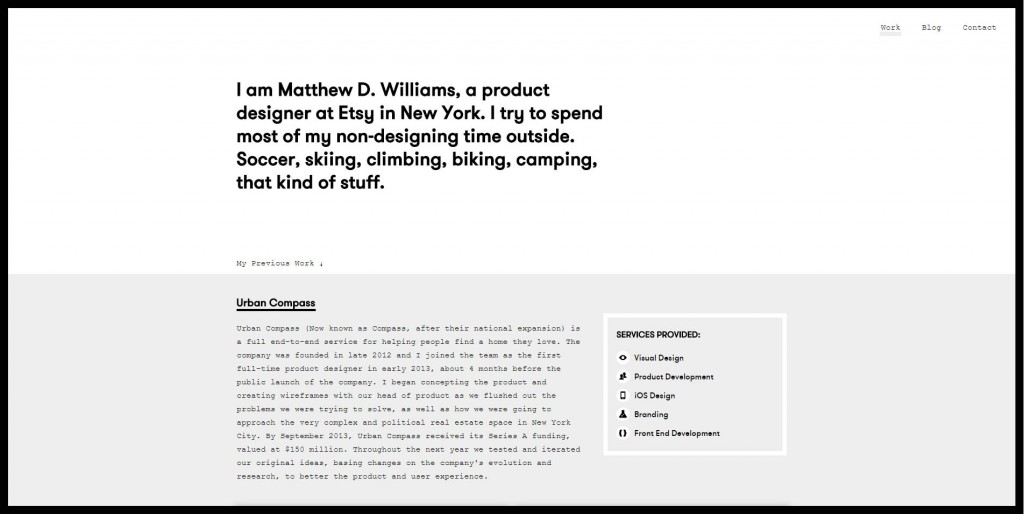 Work Blog Contact
I am Matthew D. Williams, a product
designer at Etsy in New York. I try to spend
most of my non-designing time outside.
Soccer, skiing, climbing, biking, camping,
that kind of stuff.
My Previous Work ↓
Urban Compass
Urban Compass (Now known as Compass, after their national expansion) is
a full end-to-end service for helping people find a home they love. The
company was founded in late 2012 and I joined the team as the first
full-time product designer in early 2013, about 4 months before the
public launch of the company. I began concepting the product and
creating wireframes with our head of product as we flushed out the
problems we were trying to solve, as well as how we were going to
approach the very complex and political real estate space in New York
City. By September 2013, Urban Compass received its Series A funding,
valued at $150 million. Throughout the next year we tested and iterated
our original ideas, basing changes on the company's evolution and
research, to better the product and user experience.
SERVICES PROVIDED:
Visual Design
Product Development
iOS Design
Branding
Front End Development